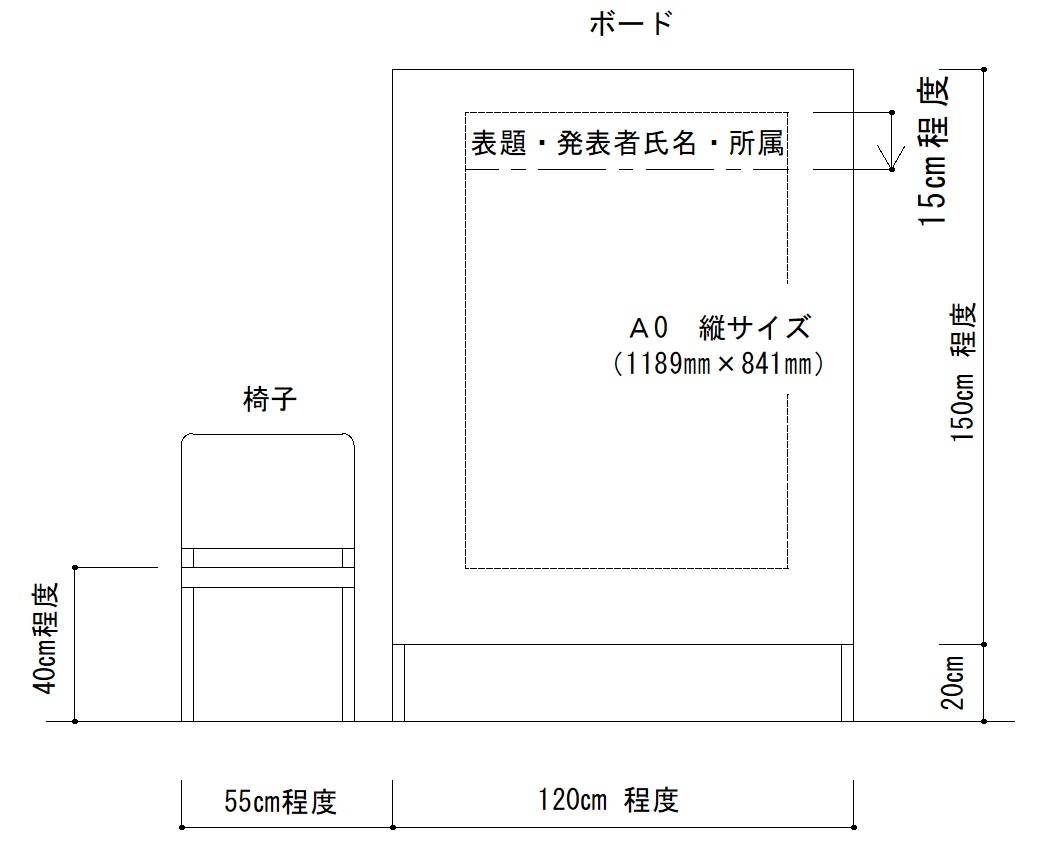 ボード
15cm程度
表題・発表者氏名・所属
A0 縦サイズ
(1189㎜×841㎜)
150cm 程度
椅子
40cm程度
20cm
55cm程度
120cm 程度